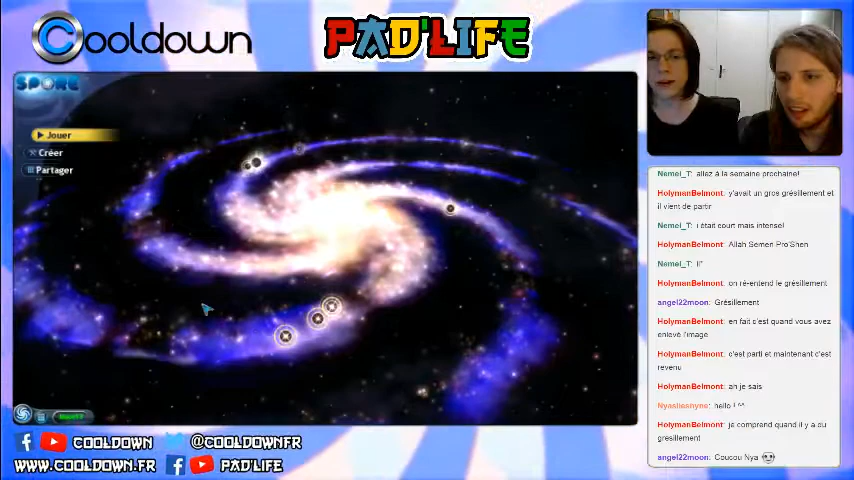 Cooldown
PAD'LIFE
SPORE
Jouer
Créer
Partager
Nemel_T: allez à la semaine prochaine!
HolymanBelmont: y'avait un gros grésillement et
il vient de partir
Nemel_T: i était court mais intense!
HolymanBelmont: Allah Semen Pro'Shen
Nemel_T: il*
HolymanBelmont: on ré-entend le grésillement
angel22moon: Grésillement
HolymanBelmont: en fait c'est quand vous avez
enlevé l'image
HolymanBelmont: c'est parti et maintenant c'est
revenu
HolymanBelmont: ah je sais
hello ! ^^
HolymanBelmont: je comprend quand il y a du
gresillement
angel22moon: Coucou Nya
COOLDOWN
@COOLDOWNFR
WWW.COOLDOWN.FR
PAD'LIFE